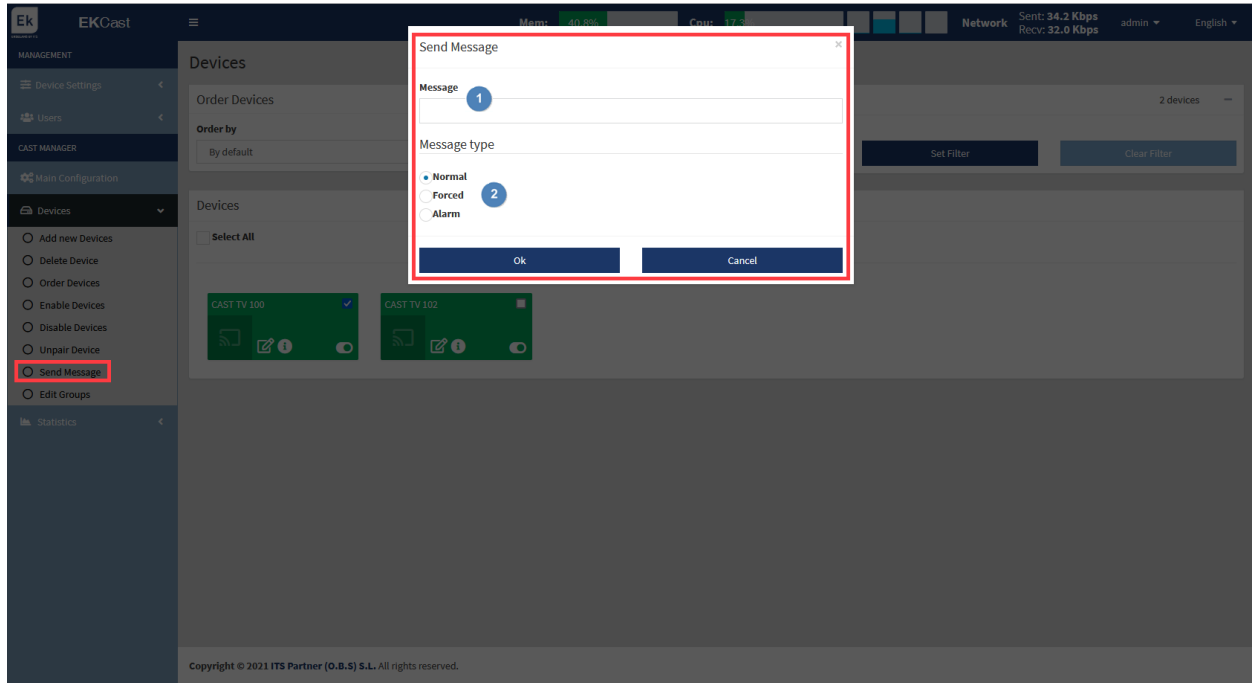 Ek
EKCast
Mem: 40.8%
Cpu: 17.3%
Network
Sent: 34.2 Kbps
Recv: 32.0 Kbps
admin
English
MANAGEMENT
Device Settings
Users
CAST MANAGER
Main Configuration
Devices
Add new Devices
Delete Device
Order Devices
Enable Devices
Disable Devices
Unpair Device
Send Message
Edit Groups
Statistics
Devices
Order Devices
2 devices
Order by
By default
Set Filter
Clear Filter
Devices
Select All
CAST TV 100
CAST TV 102
Send Message
×
Message
1
Message type
Normal
Forced
2
Alarm
Ok
Cancel
Copyright © 2021 ITS Partner (O.B.S) S.L. All rights reserved.